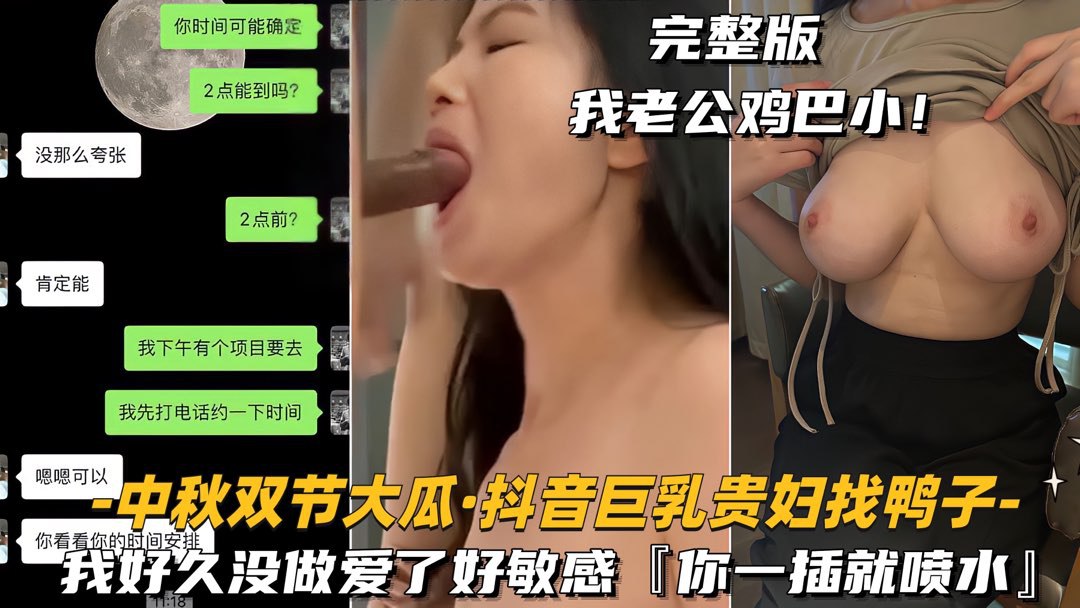 你时间可能确定
2点能到吗?
没那么夸张
2点前?
肯定能
我下午有个项目要去
我先打电话约一下时间
嗯嗯可以
你看看你的时间安排
11:18
完整版
我老公鸡巴小!
-中秋双节大瓜·抖音巨乳贵妇找鸭子-
我好久没做爱了好敏感『你一插就喷水』